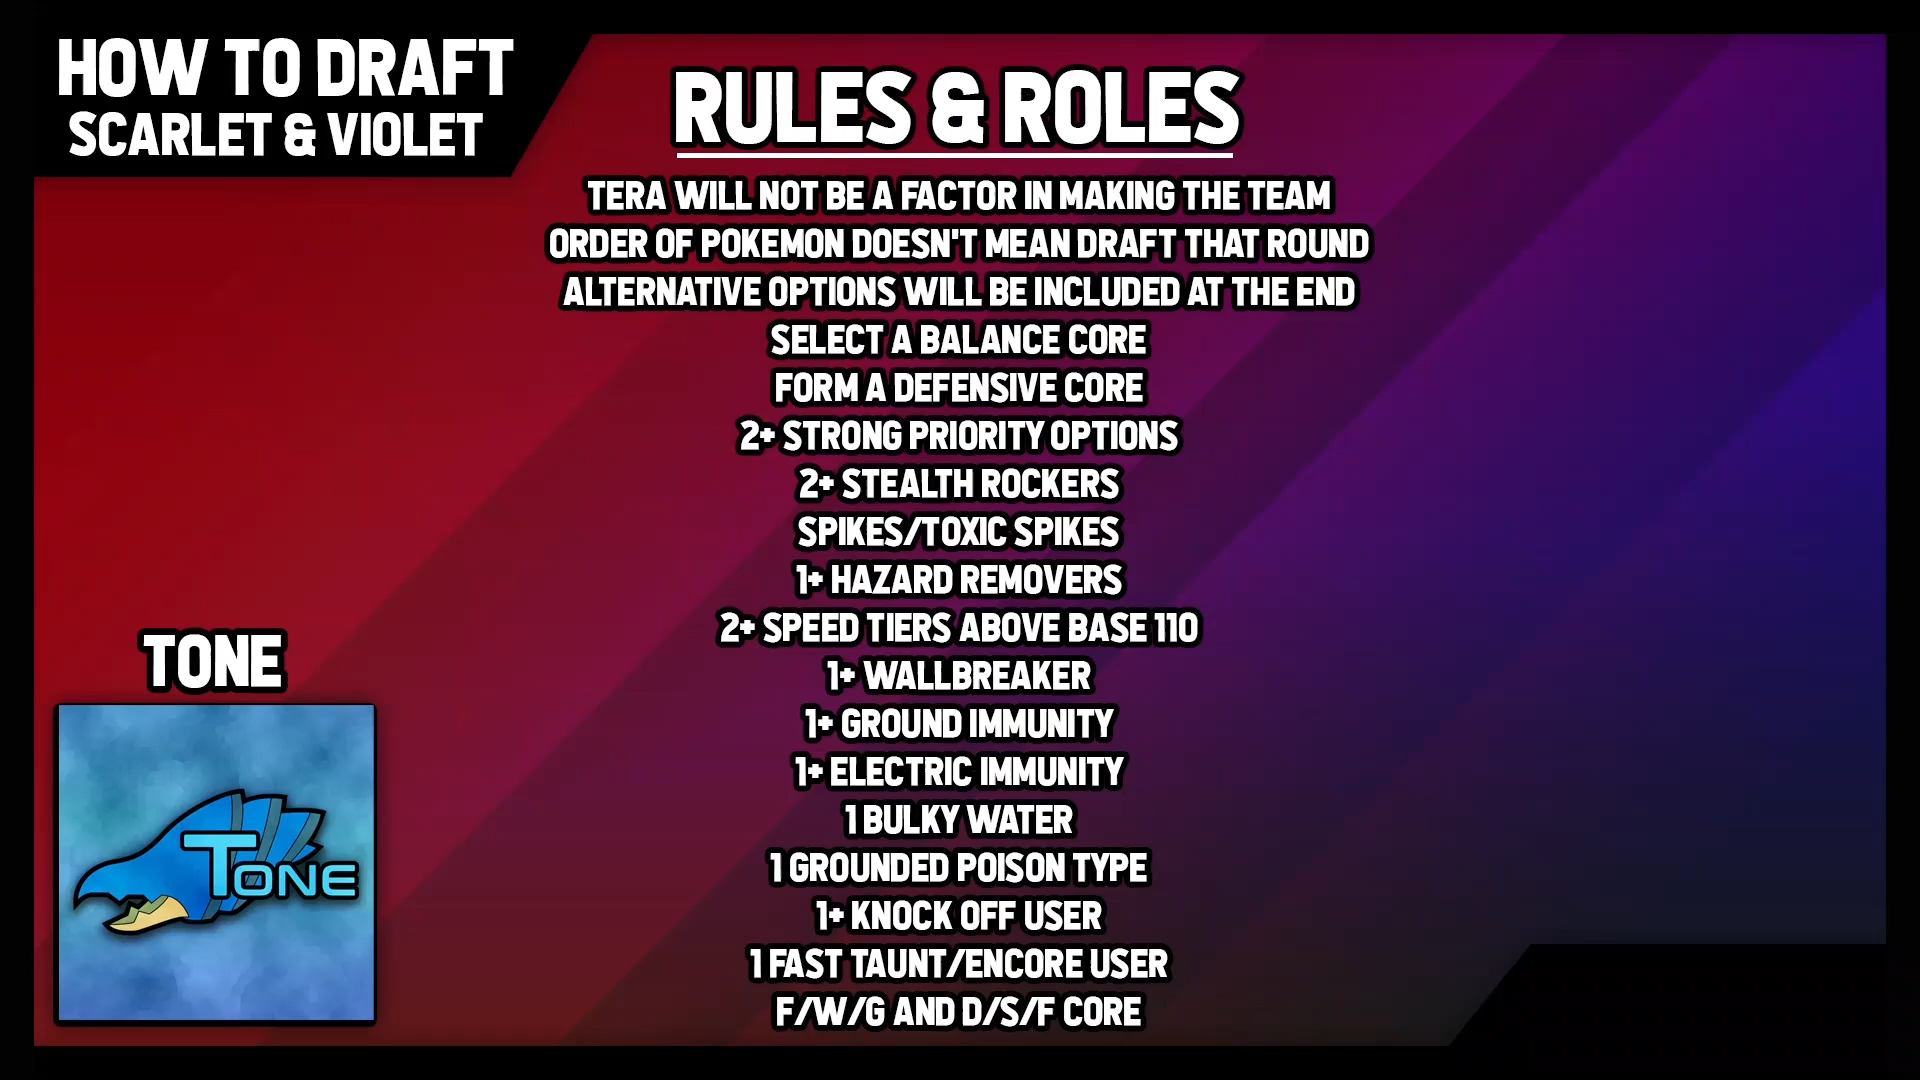 HOW TO DRAFT
SCARLET & VIOLET
RULES & ROLES
TERA WILL NOT BE A FACTOR IN MAKING THE TEAM
ORDER OF POKEMON DOESN'T MEAN DRAFT THAT ROUND
ALTERNATIVE OPTIONS WILL BE INCLUDED AT THE END
SELECT A BALANCE CORE
FORM A DEFENSIVE CORE
2+ STRONG PRIORITY OPTIONS
2+ STEALTH ROCKERS
SPIKES/TOXIC SPIKES
1+ HAZARD REMOVERS
2+ SPEED TIERS ABOVE BASE 110
1+ WALLBREAKER
1+ GROUND IMMUNITY
1+ ELECTRIC IMMUNITY
1 BULKY WATER
1 GROUNDED POISON TYPE
1+ KNOCK OFF USER
1 FAST TAUNT/ENCORE USER
F/W/G AND D/S/F CORE
TONE
TONE